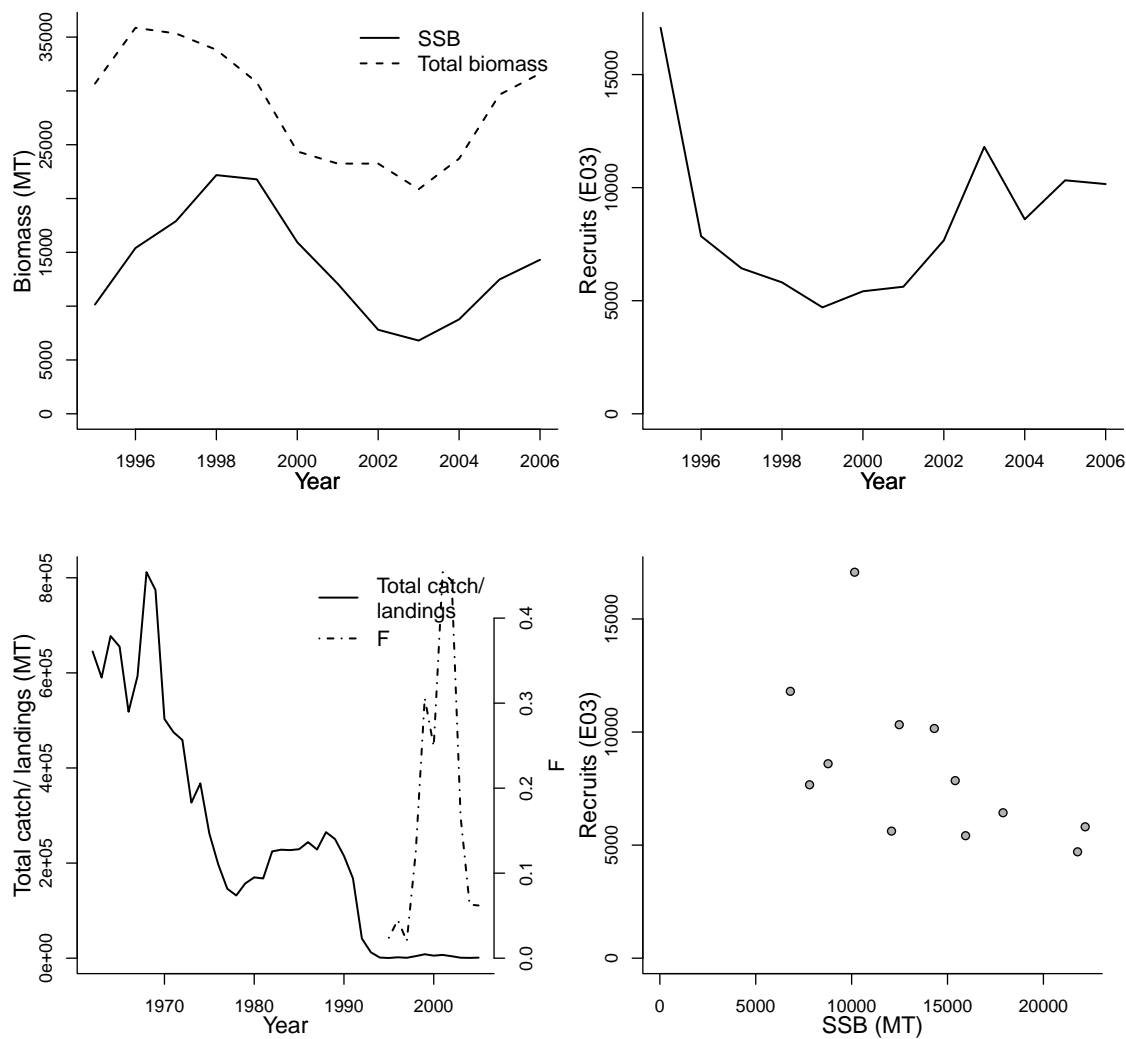 SSB
Total biomass
Biomass (MT)
0
5000
15000
25000
35000
1996
1998
2000
2002
2004
2006
Year
Recruits (E03)
0
5000
10000
15000
1996
1998
2000
2002
2004
2006
Year
Total catch/
landings
F
Total catch/ landings (MT)
0e+00
2e+05
4e+05
6e+05
8e+05
1970
1980
1990
2000
Year
0.0
0.1
0.2
0.3
0.4
F
Recruits (E03)
0
5000
10000
15000
0
5000
10000
15000
20000
SSB (MT)